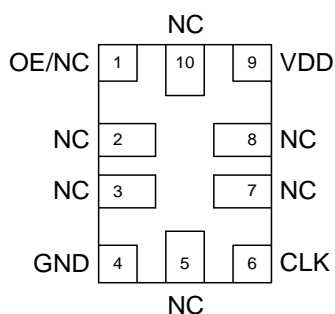 NC
OE/NC 1 10 9 VDD
NC 2 8 NC
NC 3 7 NC
GND 4 5 6 CLK
NC